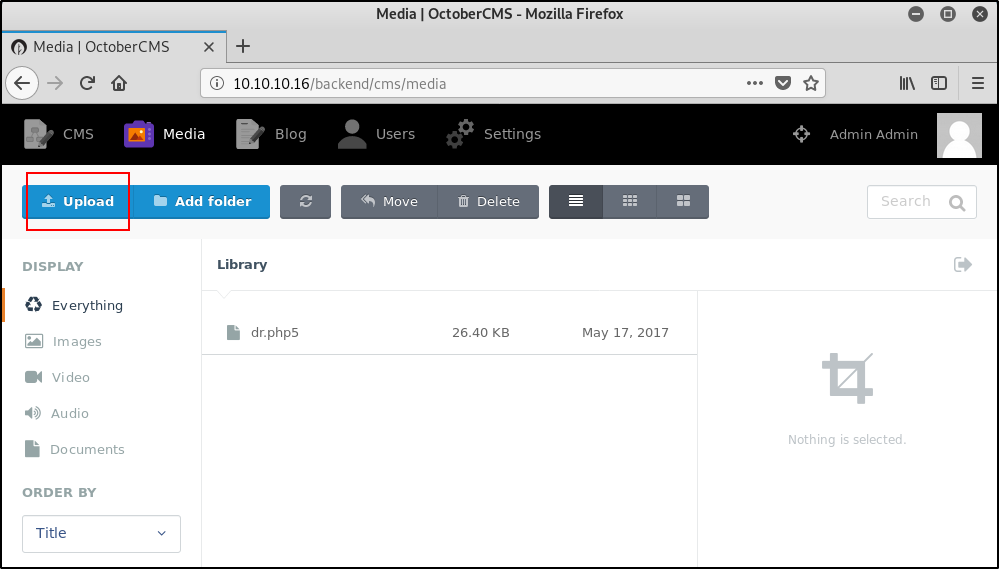 Media | OctoberCMS - Mozilla Firefox
Media | OctoberCMS
10.10.10.16/backend/cms/media
CMS Media Blog Users Settings Admin Admin
Upload Add folder Move Delete Search
DISPLAY
Library
Everything
dr.php5 26.40 KB May 17, 2017
Images
Video
Audio
Nothing is selected.
Documents
ORDER BY
Title